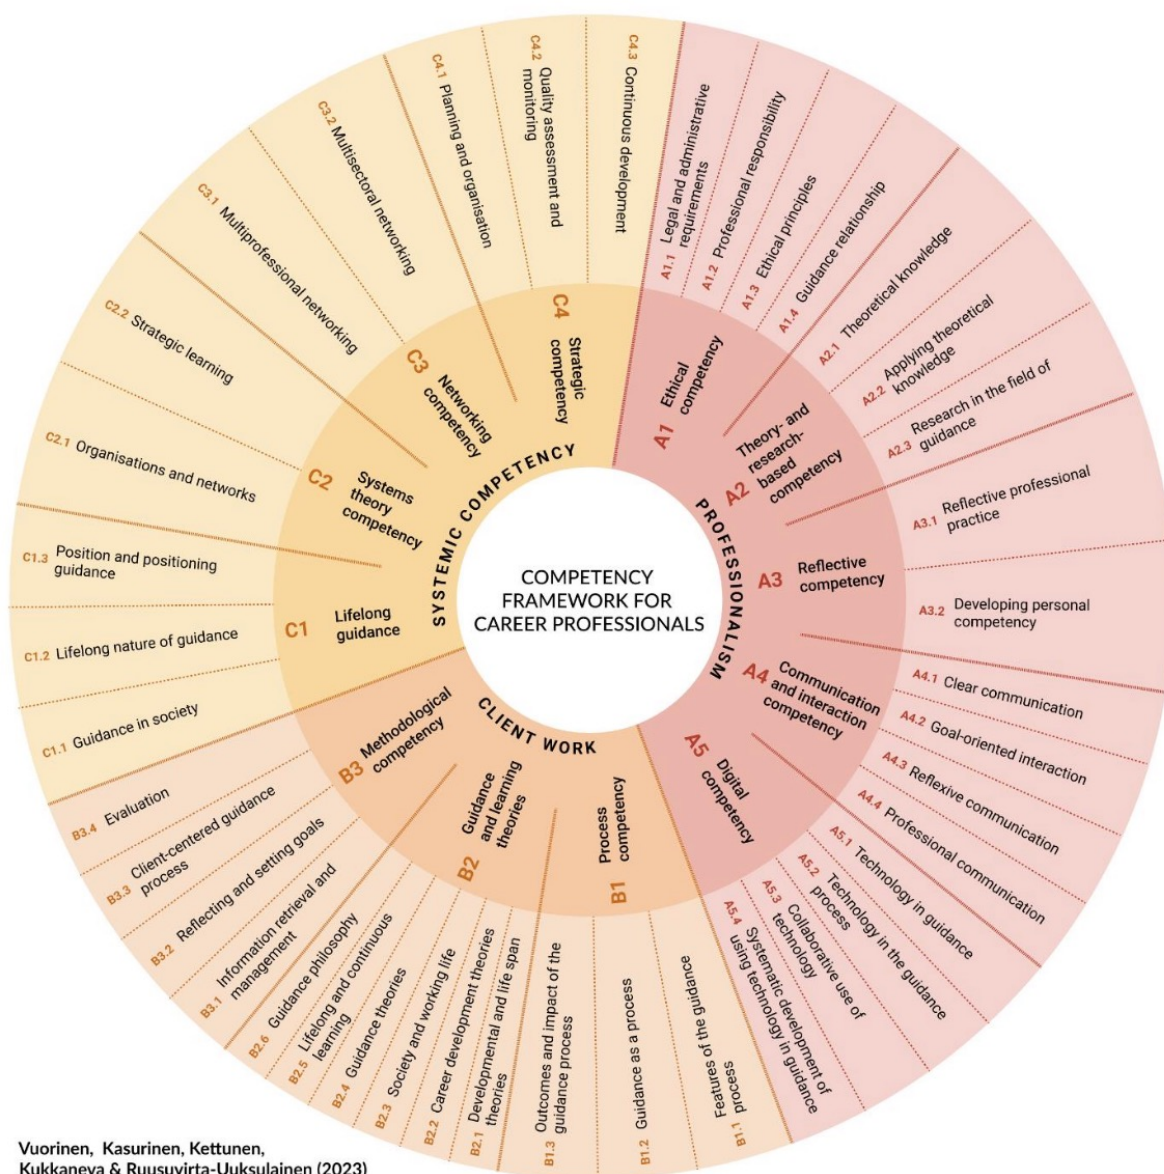 COMPETENCY
FRAMEWORK FOR
CAREER PROFESSIONALS
PROFESSIONALISM
A1
Ethical
competency
A1.1 Legal and administrative
requirements
A1.2 Professional responsibility
A1.3 Ethical principles
A1.4 Guidance relationship
A2
Theory- and
research-
based
competency
A2.1 Theoretical knowledge
A2.2 Applying theoretical
knowledge
A2.3 Research in the field of
guidance
A3
Reflective
competency
A3.1 Reflective professional
practice
A3.2 Developing personal
competency
A4
Communication
and interaction
competency
A4.1 Clear communication
A4.2 Goal-oriented interaction
A4.3 Reflexive communication
A4.4 Professional communication
A5
Digital
competency
A5.1 Technology in guidance
A5.2 Technology in the guidance
process
A5.3 Collaborative use of
technology
A5.4 Systematic development of
using technology in guidance
CLIENT WORK
B1
Process
competency
B1.1 Features of the guidance
process
B1.2 Guidance as a process
B1.3 Outcomes and impact of the
guidance process
B2
Guidance
and learning
theories
B2.1 Developmental and life span
theories
B2.2 Career development theories
B2.3 Society and working life
B2.4 Guidance theories
B2.5 Lifelong and continuous
learning
B2.6 Guidance philosophy
B3
Methodological
competency
B3.1 Information retrieval and
management
B3.2 Reflecting and setting goals
B3.3 Client-centered guidance
process
B3.4 Evaluation
SYSTEMIC COMPETENCY
C1
Lifelong
guidance
C1.1 Guidance in society
C1.2 Lifelong nature of guidance
C1.3 Position and positioning
guidance
C2
Systems
theory
competency
C2.1 Organisations and networks
C2.2 Strategic learning
C3
Networking
competency
C3.1 Multiprofessional networking
C3.2 Multisectoral networking
C4
Strategic
competency
C4.1 Planning and organisation
C4.2 Quality assessment and
monitoring
C4.3 Continuous development
Vuorinen, Kasurinen, Kettunen,
Kukkaneva & Ruusuvirta-Uuksulainen (2023)